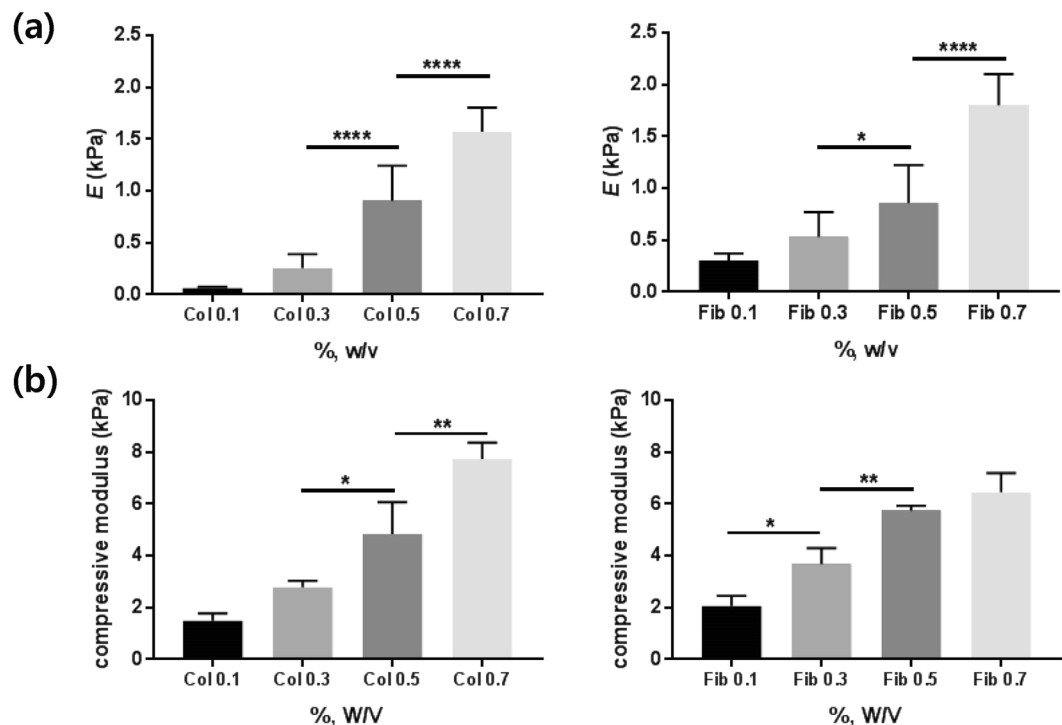 (a)
2.5
2.0
1.5
1.0
0.5
0.0
E (kPa)
****
****
Col 0.1 Col 0.3 Col 0.5 Col 0.7
%, w/v
2.5
2.0
1.5
1.0
0.5
0.0
E (kPa)
*
****
Fib 0.1 Fib 0.3 Fib 0.5 Fib 0.7
%, w/v
(b)
10
8
6
4
2
0
compressive modulus (kPa)
*
**
Col 0.1 Col 0.3 Col 0.5 Col 0.7
%, W/V
10
8
6
4
2
0
compressive modulus (kPa)
*
**
Fib 0.1 Fib 0.3 Fib 0.5 Fib 0.7
%, W/V